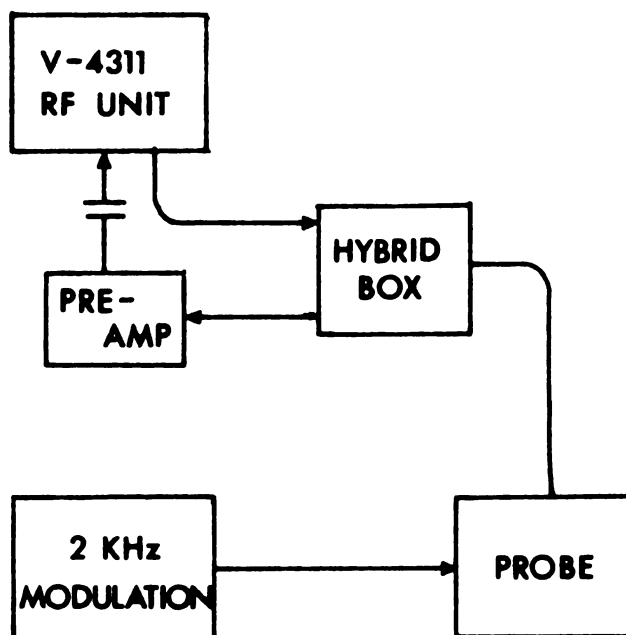 V-4311
RF UNIT
HYBRID
BOX
PRE-
AMP
2 KHz
MODULATION
PROBE